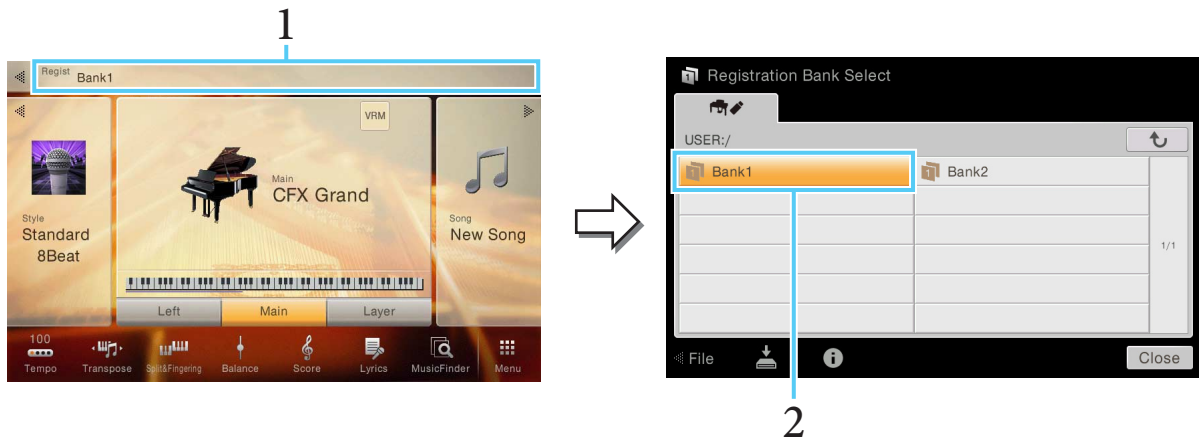 1
Regist Bank1
VRM
Main
CFX Grand
Style
Standard
8Beat
Song
New Song
Left Main Layer
100
Tempo Transpose Split&Fingering Balance Score Lyrics MusicFinder Menu
Registration Bank Select
USER:/
Bank1 Bank2
1/1
File Close
2